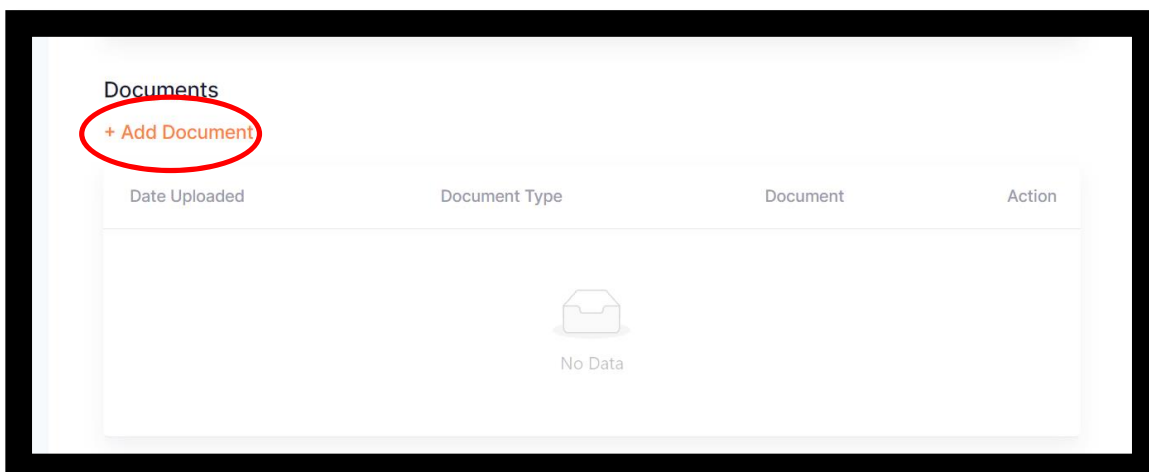 Documents
+ Add Document
Date Uploaded Document Type Document Action
No Data